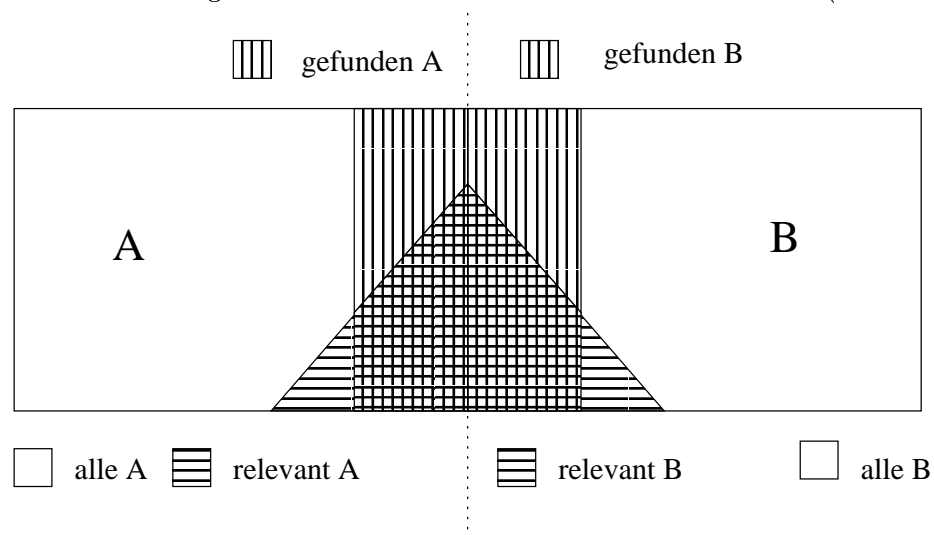 gefunden A
gefunden B
A
B
alle A
relevant A
relevant B
alle B